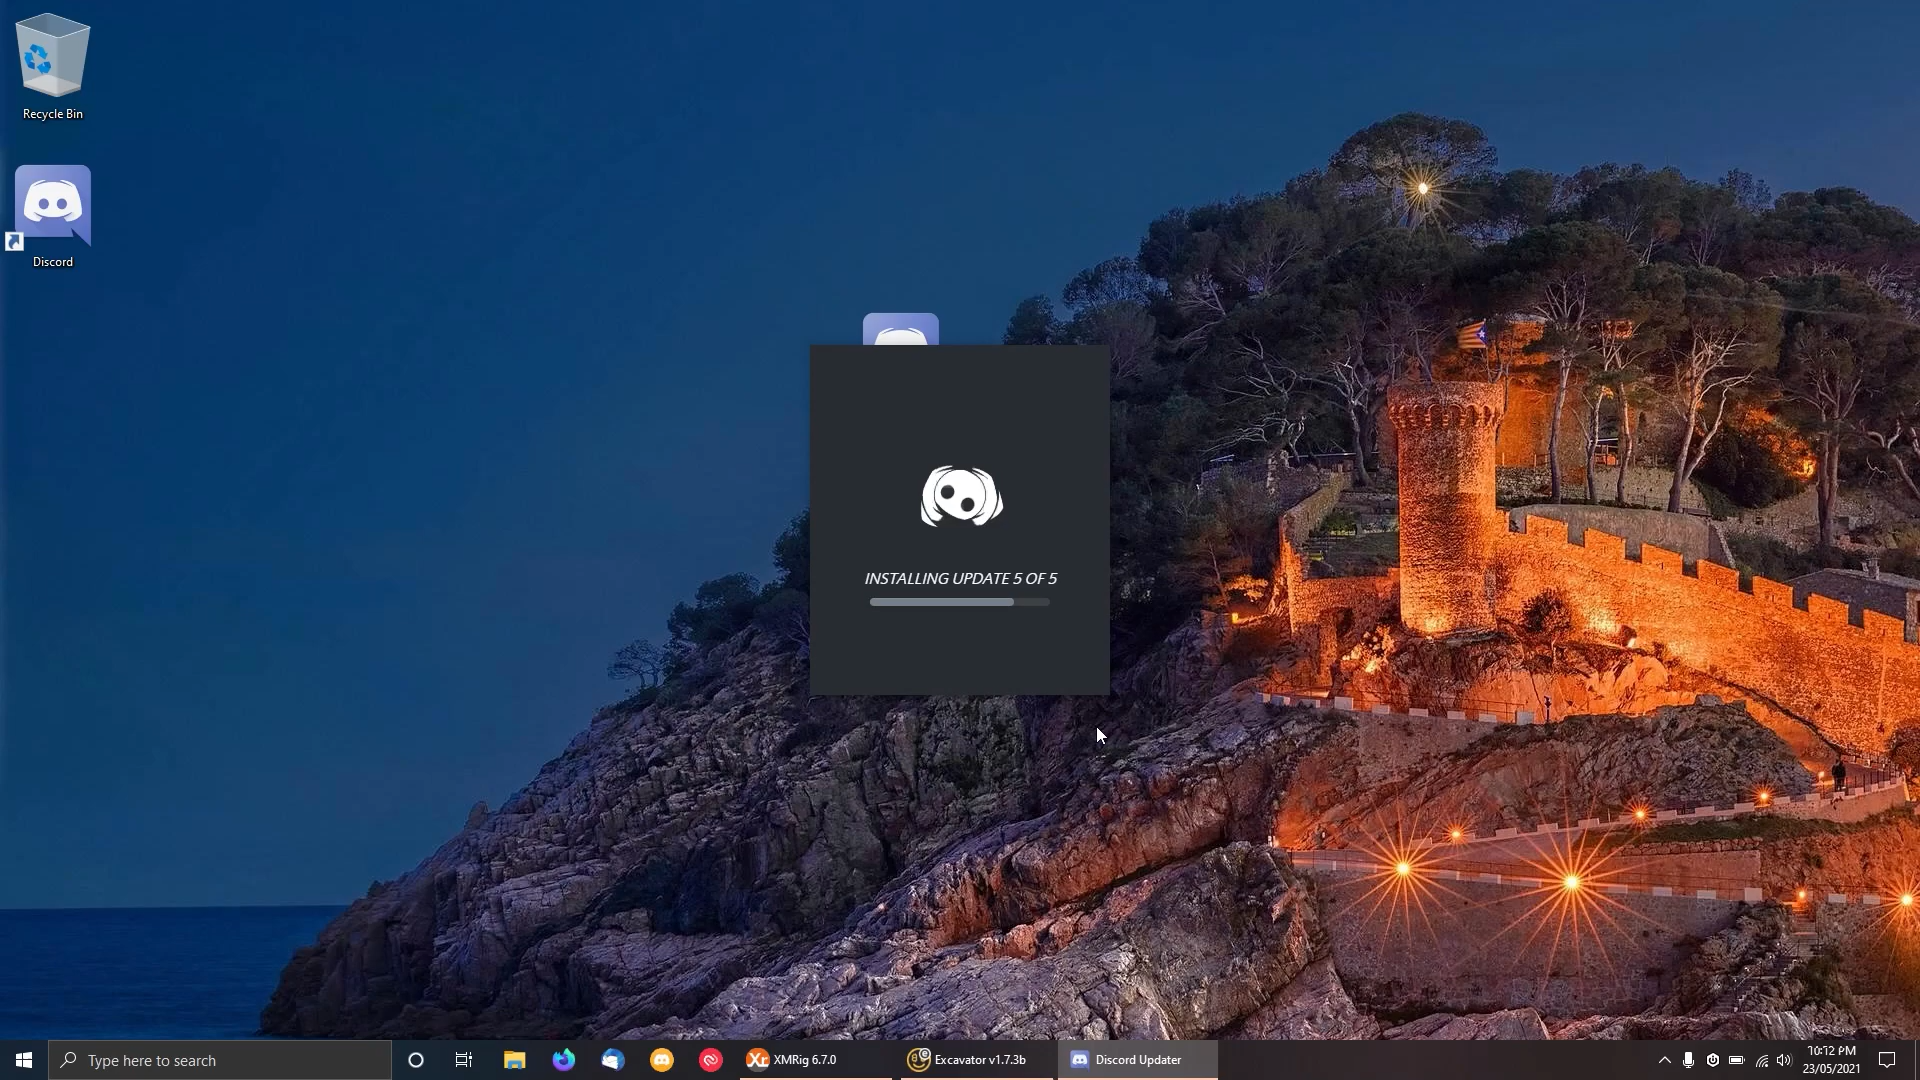 Recycle Bin
Discord
INSTALLING UPDATE 5 OF 5
Type here to search
Xr XMRig 6.7.0
Excavator v1.7.3b
Discord Updater
10:12 PM
23/05/2021